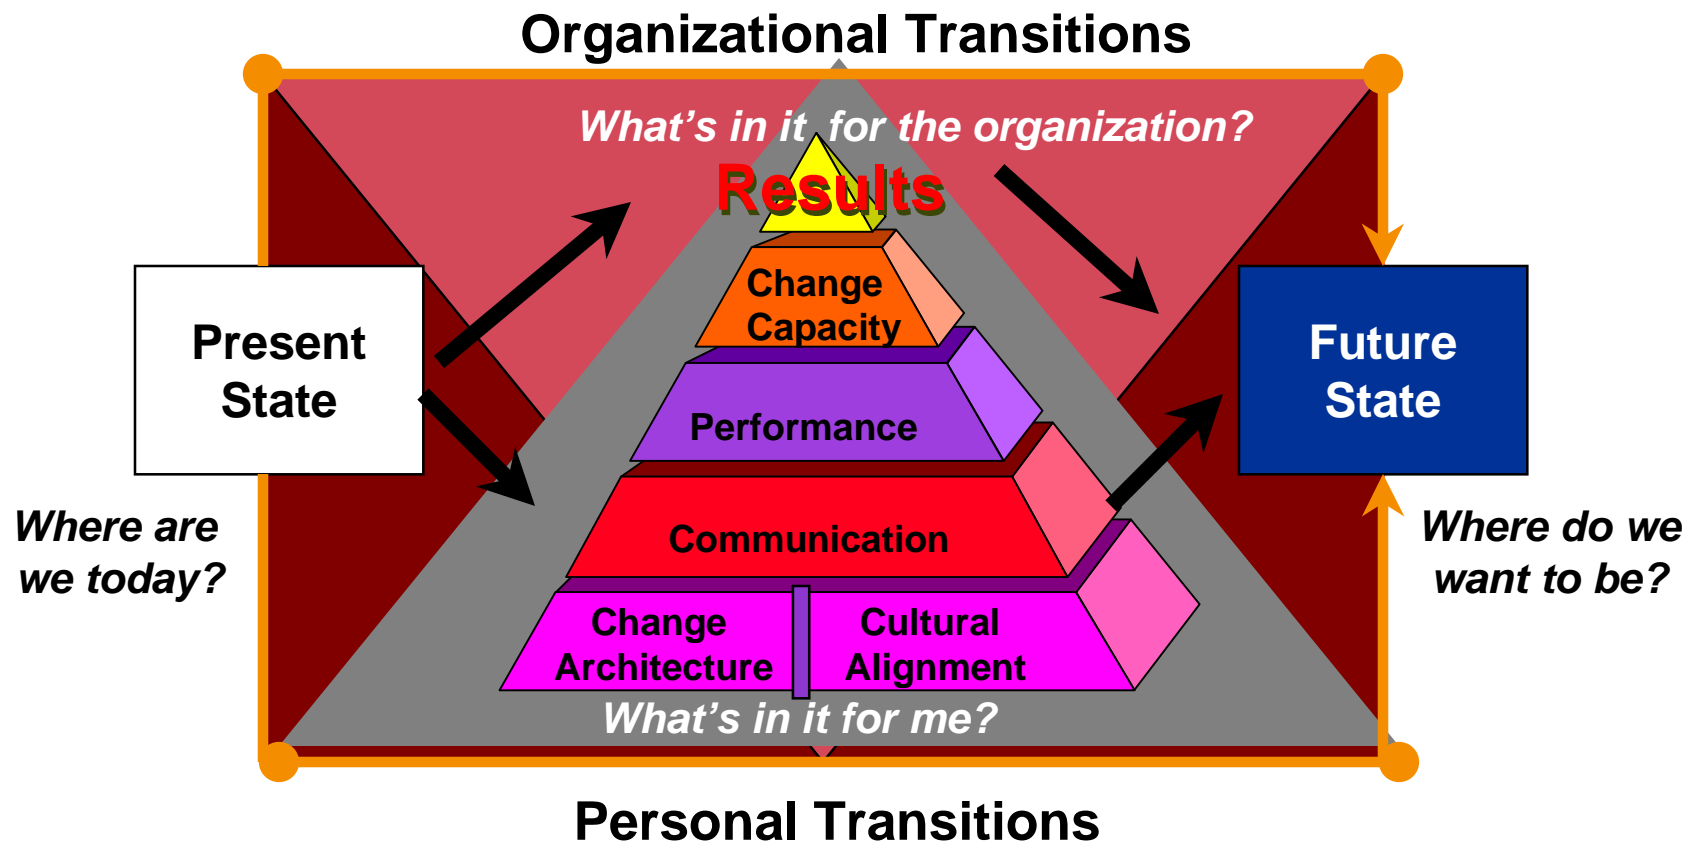 Organizational Transitions
What's in it for the organization?
Results
Change
Capacity
Present
State
Future
State
Performance
Where are
we today?
Communication
Where do we
want to be?
Change
Architecture
Cultural
Alignment
What's in it for me?
Personal Transitions